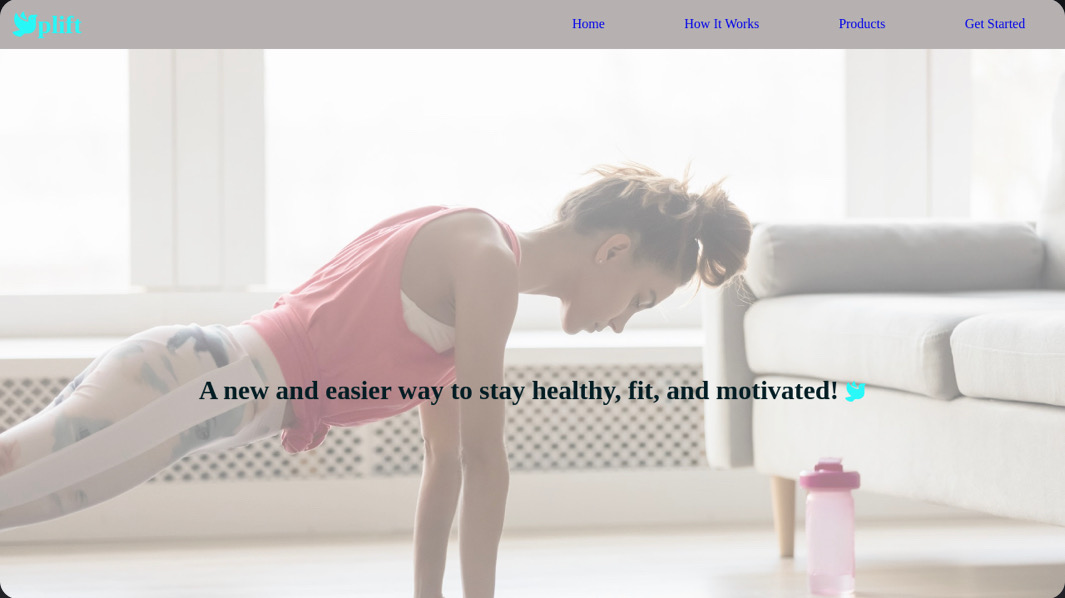 plift
Home
How It Works
Products
Get Started
A new and easier way to stay healthy, fit, and motivated!